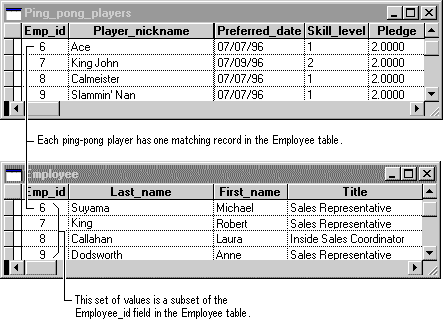 Ping_pong_players
Emp_id Player_nickname Preferred_date Skill_level Pledge
6 Ace 07/07/96 1 2.0000
7 King John 07/09/96 2 2.0000
8 Calmeister 07/07/96 1 2.0000
9 Slammin' Nan 07/07/96 1 2.0000
Each ping-pong player has one matching record in the Employee table.
Employee
Emp_id Last_name First_name Title
6 Suyama Michael Sales Representative
7 King Robert Sales Representative
8 Callahan Laura Inside Sales Coordinator
9 Dodsworth Anne Sales Representative
This set of values is a subset of the
Employee_id field in the Employee table.